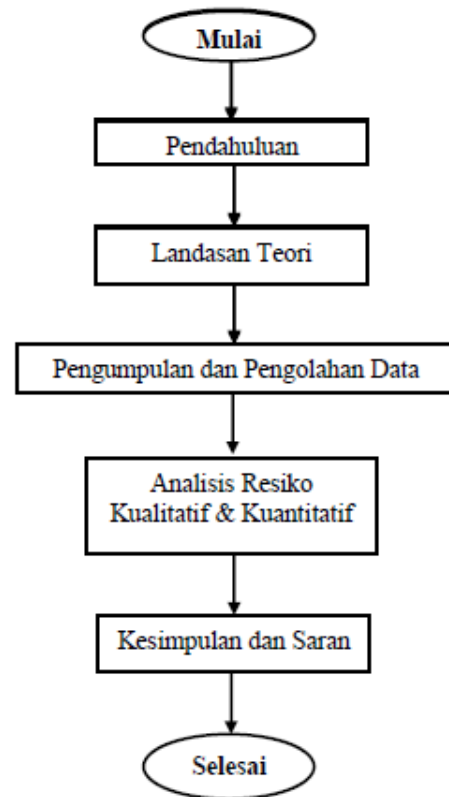 Mulai
Pendahuluan
Landasan Teori
Pengumpulan dan Pengolahan Data
Analisis Resiko
Kualitatif & Kuantitatif
Kesimpulan dan Saran
Selesai